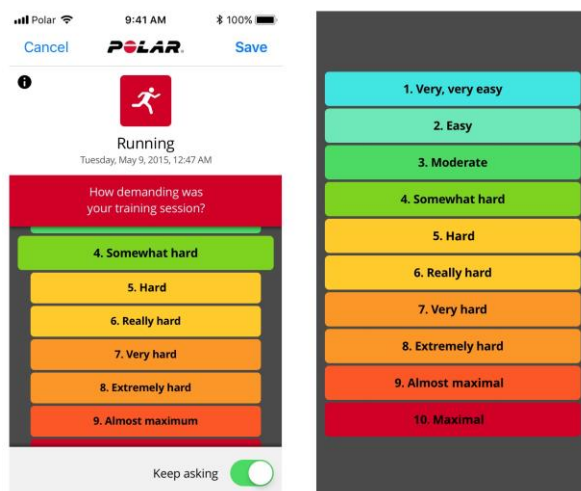 Polar 9:41 AM 100%
Cancel POLAR. Save
Running
Tuesday, May 9, 2015, 12:47 AM
How demanding was
your training session?
4. Somewhat hard
5. Hard
6. Really hard
7. Very hard
8. Extremely hard
9. Almost maximum
Keep asking
1. Very, very easy
2. Easy
3. Moderate
4. Somewhat hard
5. Hard
6. Really hard
7. Very hard
8. Extremely hard
9. Almost maximal
10. Maximal